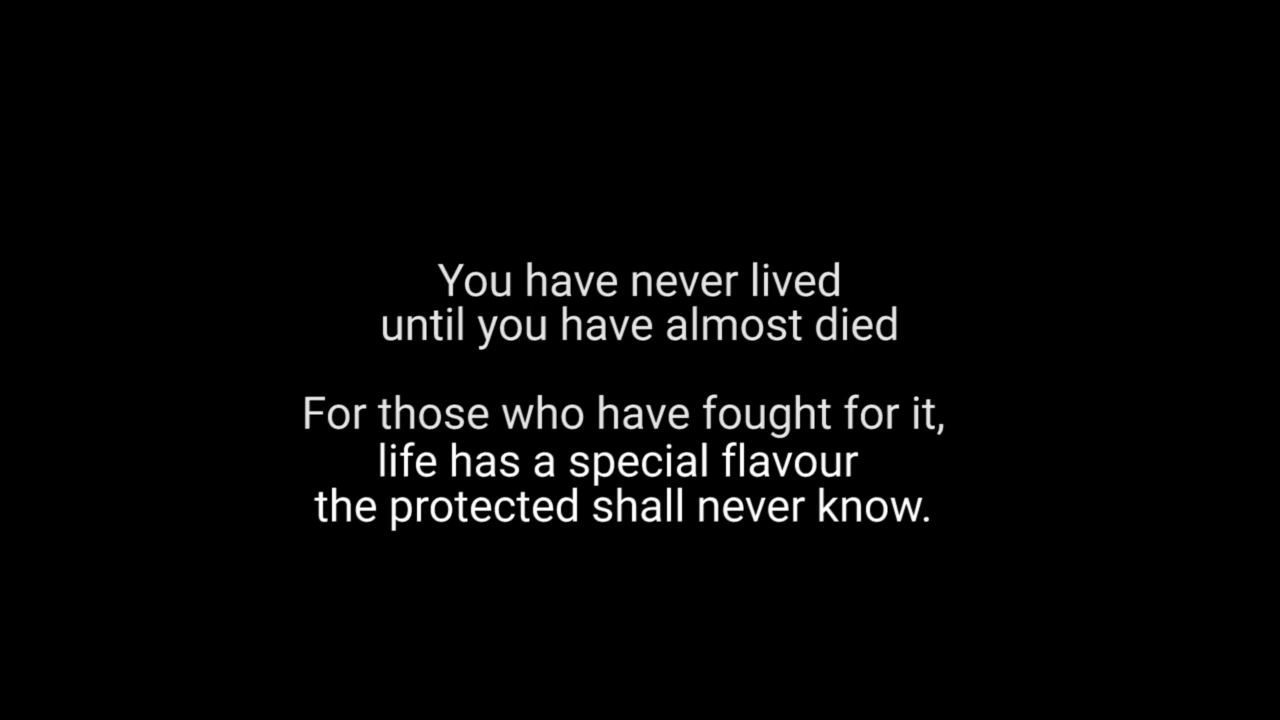 You have never lived
until you have almost died
For those who have fought for it,
life has a special flavour
the protected shall never know.